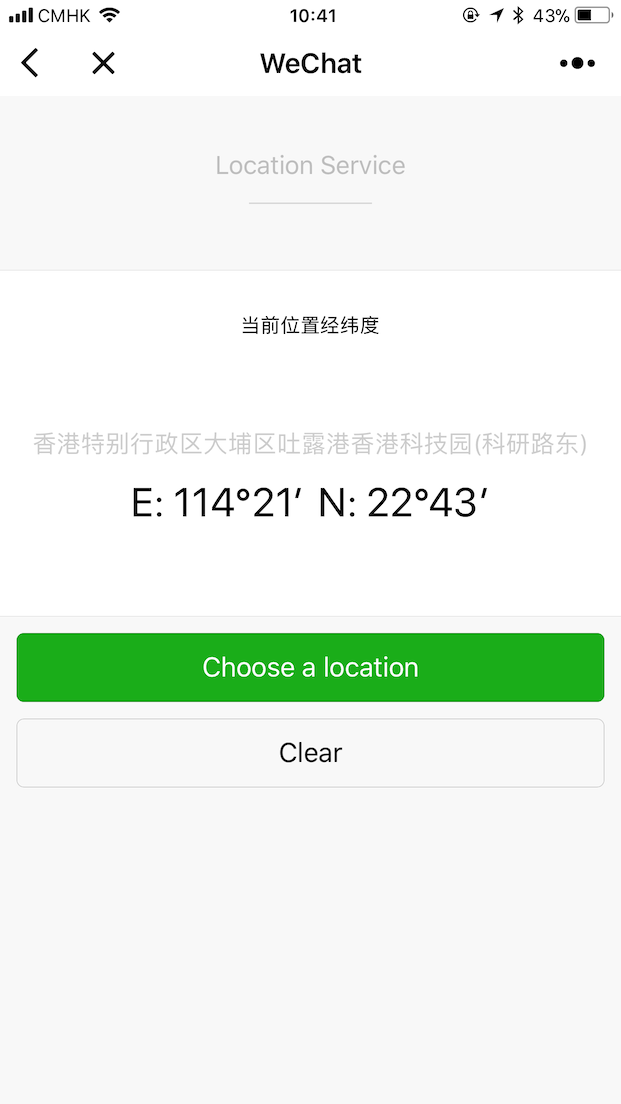 CMHK 10:41 43%
WeChat
Location Service
当前位置经纬度
香港特别行政区大埔区吐露港香港科技园(科研路东)
E: 114°21′ N: 22°43′
Choose a location
Clear